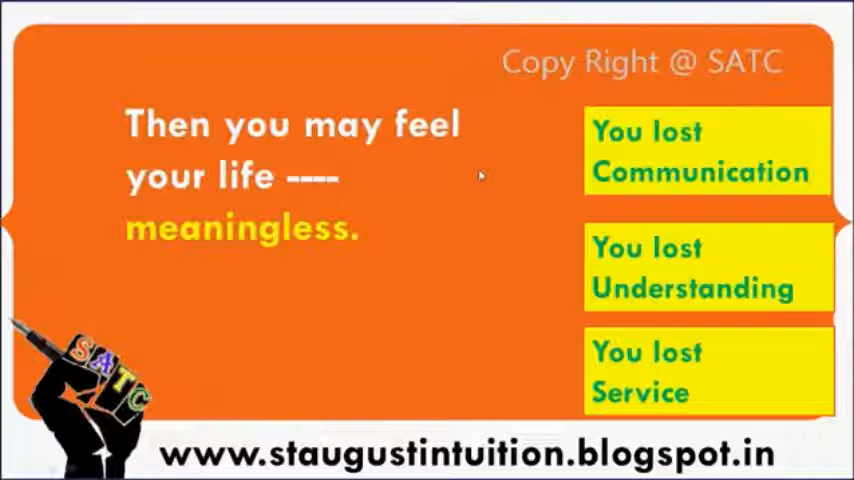 Copy Right @ SATC
Then you may feel
your life ----
meaningless.
You lost
Communication
You lost
Understanding
You lost
Service
SATC
www.staugustintuition.blogspot.in